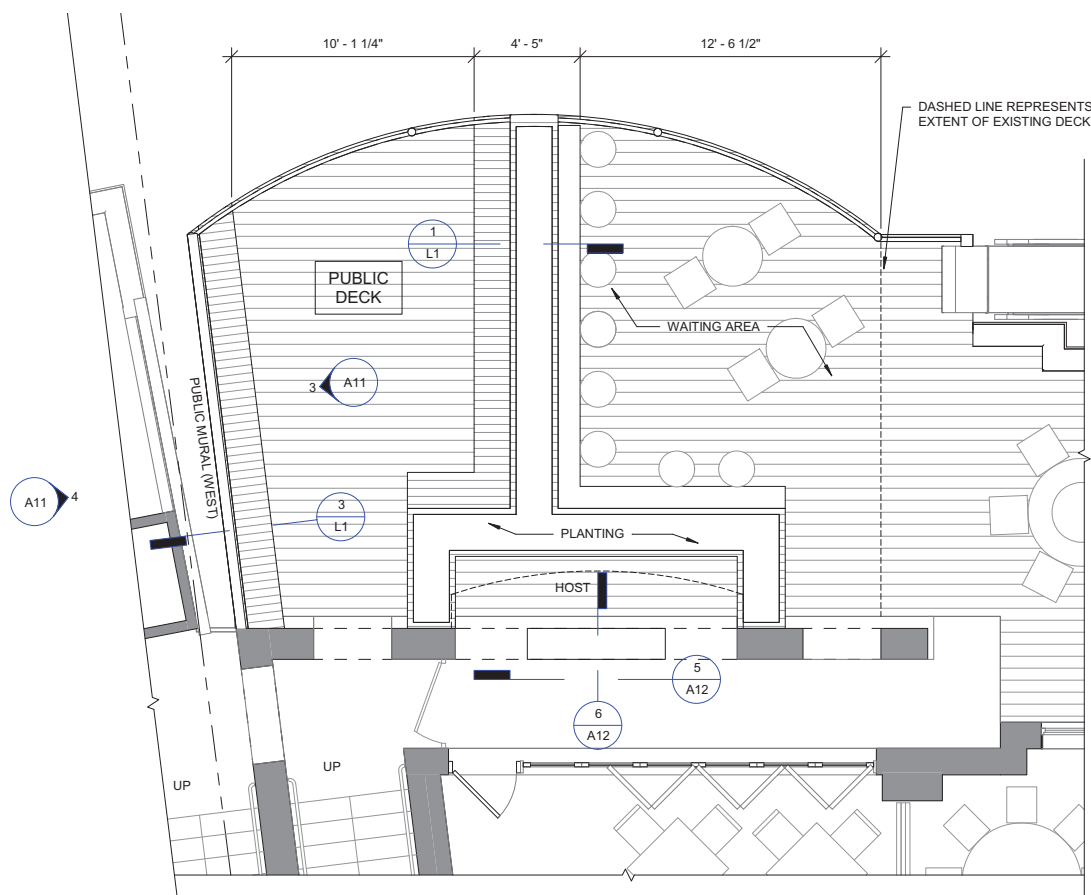 10' - 1 1/4"
4' - 5"
12' - 6 1/2"
DASHED LINE REPRESENTS
EXTENT OF EXISTING DECK
1
L1
PUBLIC
DECK
WAITING AREA
3
A11
PUBLIC MURAL (WEST)
A11
4
3
L1
PLANTING
HOST
5
A12
6
A12
UP
UP